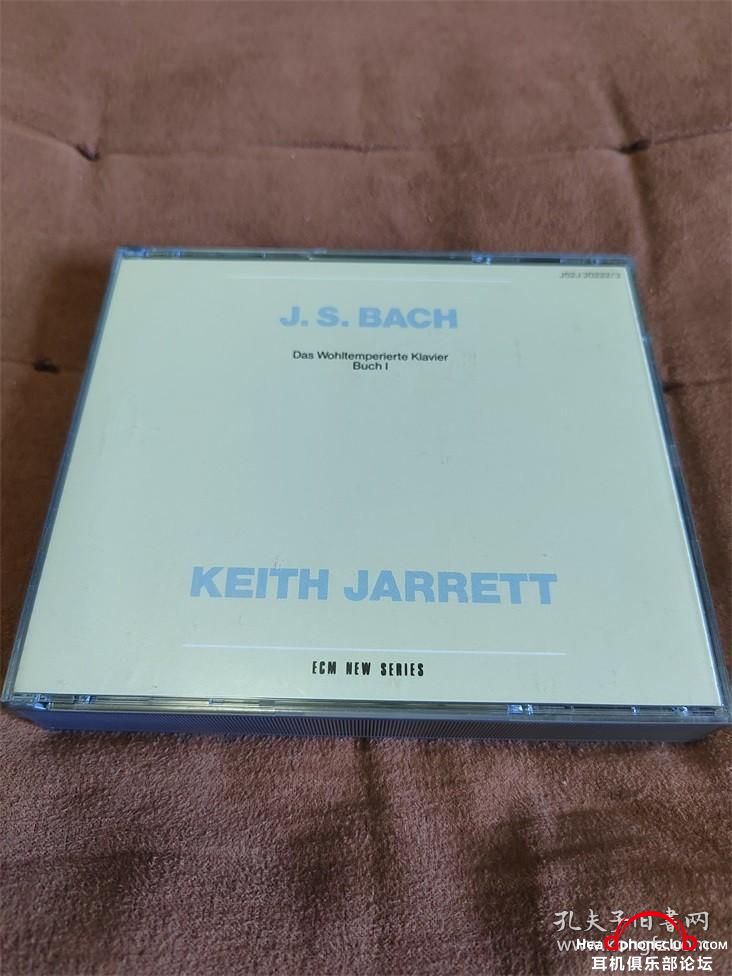 J52J 20222/3
J. S. BACH
Das Wohltemperierte Klavier
Buch I
KEITH JARRETT
ECM NEW SERIES
孔夫子旧書网
耳机俱乐部论坛